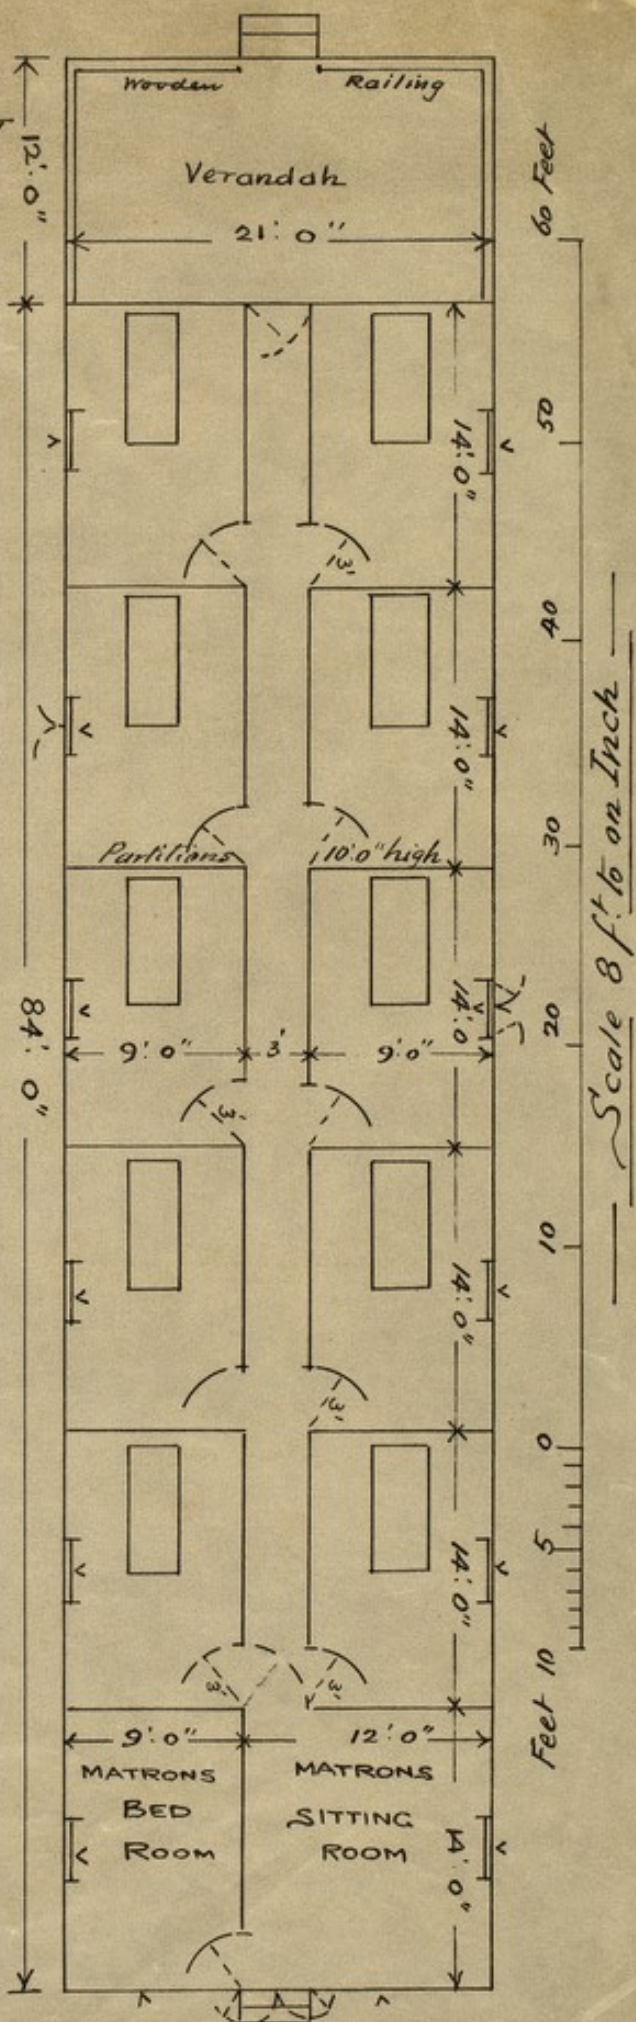 Wooden Railing
12'.0"
Verandah
21'.0"
14'.0"
3'
14'.0"
Partitions 10'.0" high
14'.0
9'.0" 3' 9'.0"
84'.0"
3'
14'.0"
3'
14'.0"
3' 3'
9'.0" 12'.0"
MATRONS
BED
ROOM
MATRONS
SITTING
ROOM
14'.0"
60 Feet
50
40
30
20
10
0
5
Feet 10
Scale 8 ft. to on Inch